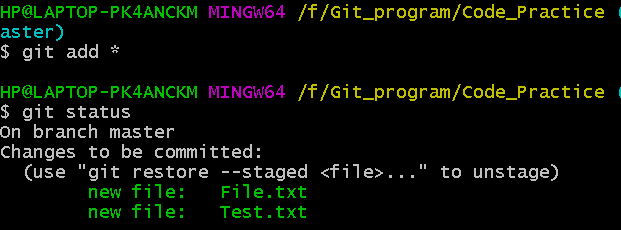 HP@LAPTOP-PK4ANCKM MINGW64 /f/Git_program/Code_Practice (
aster)
$ git add *
HP@LAPTOP-PK4ANCKM MINGW64 /f/Git_program/Code_Practice (
$ git status
On branch master
Changes to be committed:
  (use "git restore --staged <file>..." to unstage)
        new file:   File.txt
        new file:   Test.txt